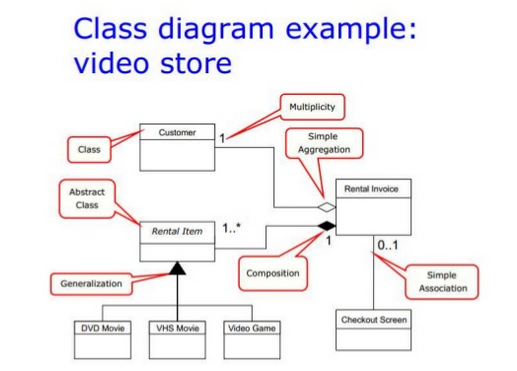 Class diagram example:
video store
Multiplicity
Customer
1
Class
Simple
Aggregation
Abstract
Class
Rental Invoice
Rental Item
1..*
1
0..1
Generalization
Composition
Simple
Association
DVD Movie
VHS Movie
Video Game
Checkout Screen